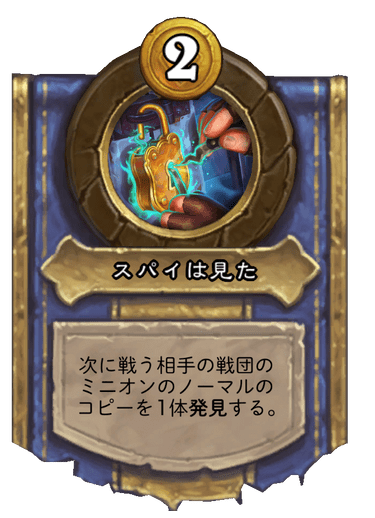 2
スパイは見た
次に戦う相手の戦団の
ミニオンのノーマルの
コピーを1体発見する。